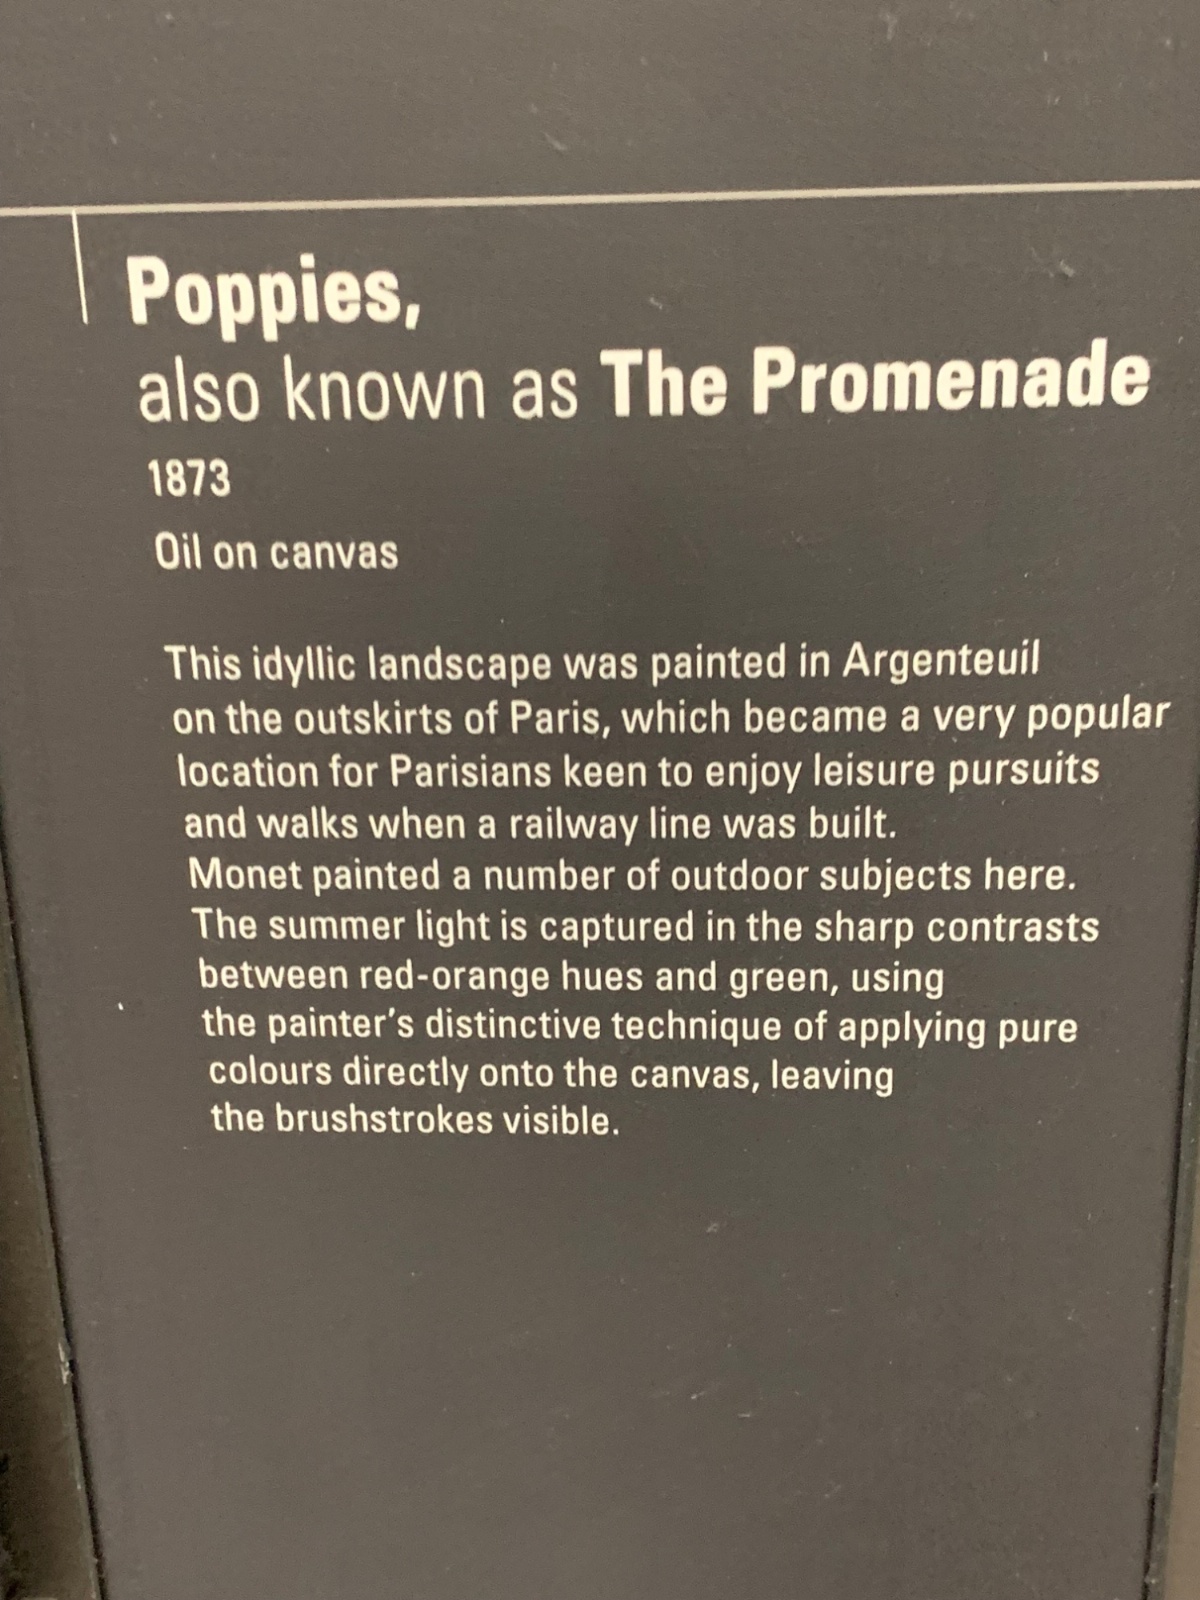 Poppies,
also known as The Promenade
1873
Oil on canvas
This idyllic landscape was painted in Argenteuil
on the outskirts of Paris, which became a very popular
location for Parisians keen to enjoy leisure pursuits
and walks when a railway line was built.
Monet painted a number of outdoor subjects here.
The summer light is captured in the sharp contrasts
between red-orange hues and green, using
the painter's distinctive technique of applying pure
colours directly onto the canvas, leaving
the brushstrokes visible.